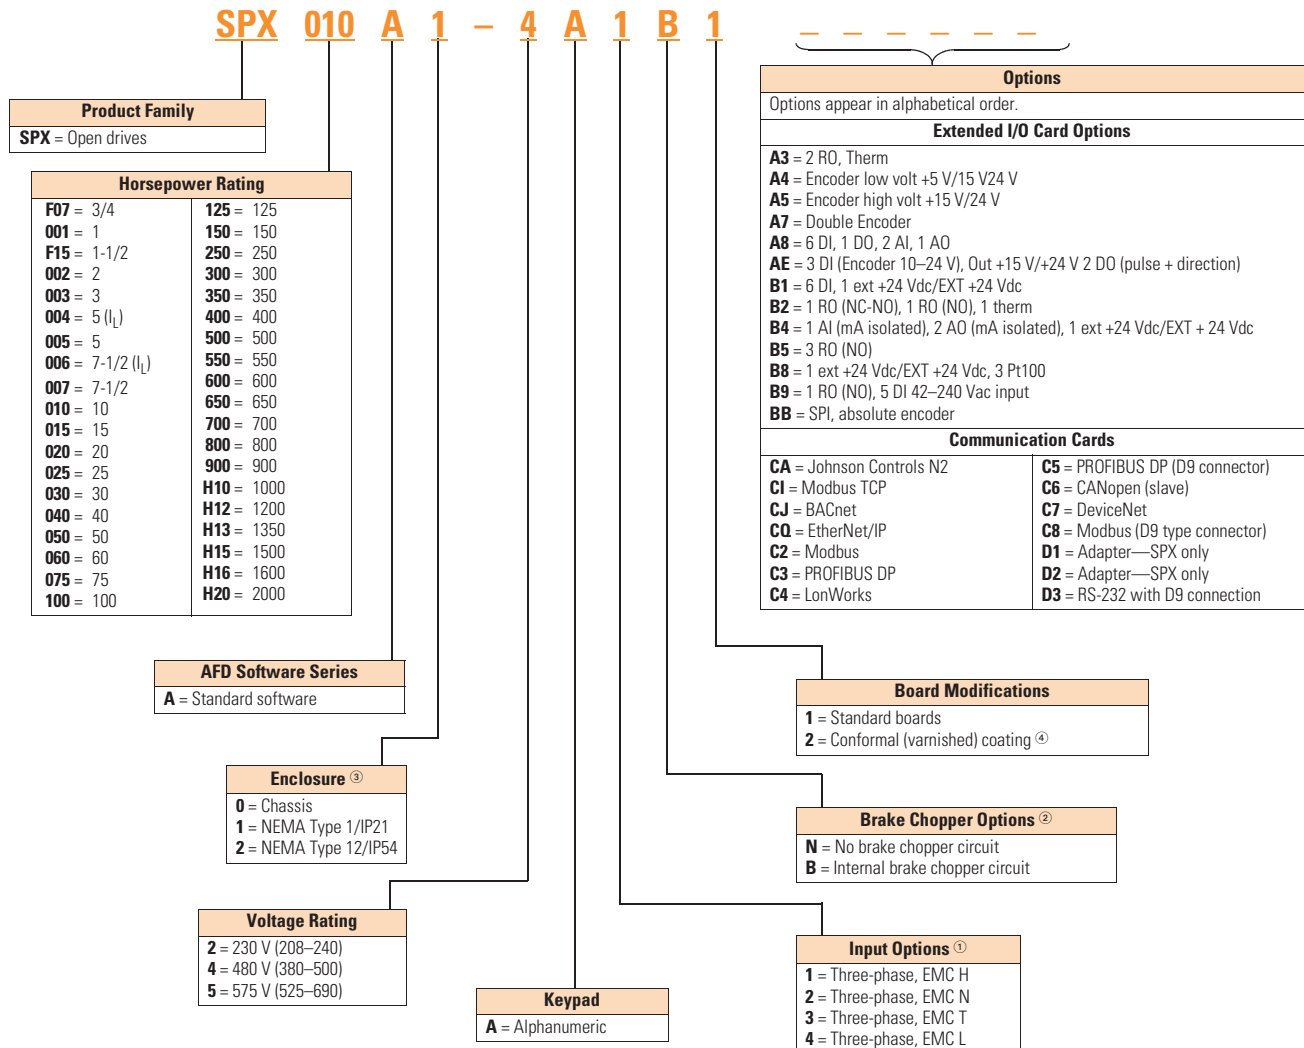 SPX 010 A 1 – 4 A 1 B 1 _ _ _ _ _ _
Product Family
SPX = Open drives
Horsepower Rating
F07 = 3/4
001 = 1
F15 = 1-1/2
002 = 2
003 = 3
004 = 5 (IL)
005 = 5
006 = 7-1/2 (IL)
007 = 7-1/2
010 = 10
015 = 15
020 = 20
025 = 25
030 = 30
040 = 40
050 = 50
060 = 60
075 = 75
100 = 100
125 = 125
150 = 150
250 = 250
300 = 300
350 = 350
400 = 400
500 = 500
550 = 550
600 = 600
650 = 650
700 = 700
800 = 800
900 = 900
H10 = 1000
H12 = 1200
H13 = 1350
H15 = 1500
H16 = 1600
H20 = 2000
AFD Software Series
A = Standard software
Enclosure ③
0 = Chassis
1 = NEMA Type 1/IP21
2 = NEMA Type 12/IP54
Voltage Rating
2 = 230 V (208–240)
4 = 480 V (380–500)
5 = 575 V (525–690)
Keypad
A = Alphanumeric
Options
Options appear in alphabetical order.
Extended I/O Card Options
A3 = 2 RO, Therm
A4 = Encoder low volt +5 V/15 V24 V
A5 = Encoder high volt +15 V/24 V
A7 = Double Encoder
A8 = 6 DI, 1 DO, 2 AI, 1 AO
AE = 3 DI (Encoder 10–24 V), Out +15 V/+24 V 2 DO (pulse + direction)
B1 = 6 DI, 1 ext +24 Vdc/EXT +24 Vdc
B2 = 1 RO (NC-NO), 1 RO (NO), 1 therm
B4 = 1 AI (mA isolated), 2 AO (mA isolated), 1 ext +24 Vdc/EXT + 24 Vdc
B5 = 3 RO (NO)
B8 = 1 ext +24 Vdc/EXT +24 Vdc, 3 Pt100
B9 = 1 RO (NO), 5 DI 42–240 Vac input
BB = SPI, absolute encoder
Communication Cards
CA = Johnson Controls N2
CI = Modbus TCP
CJ = BACnet
CQ = EtherNet/IP
C2 = Modbus
C3 = PROFIBUS DP
C4 = LonWorks
C5 = PROFIBUS DP (D9 connector)
C6 = CANopen (slave)
C7 = DeviceNet
C8 = Modbus (D9 type connector)
D1 = Adapter—SPX only
D2 = Adapter—SPX only
D3 = RS-232 with D9 connection
Board Modifications
1 = Standard boards
2 = Conformal (varnished) coating ④
Brake Chopper Options ②
N = No brake chopper circuit
B = Internal brake chopper circuit
Input Options ①
1 = Three-phase, EMC H
2 = Three-phase, EMC N
3 = Three-phase, EMC T
4 = Three-phase, EMC L